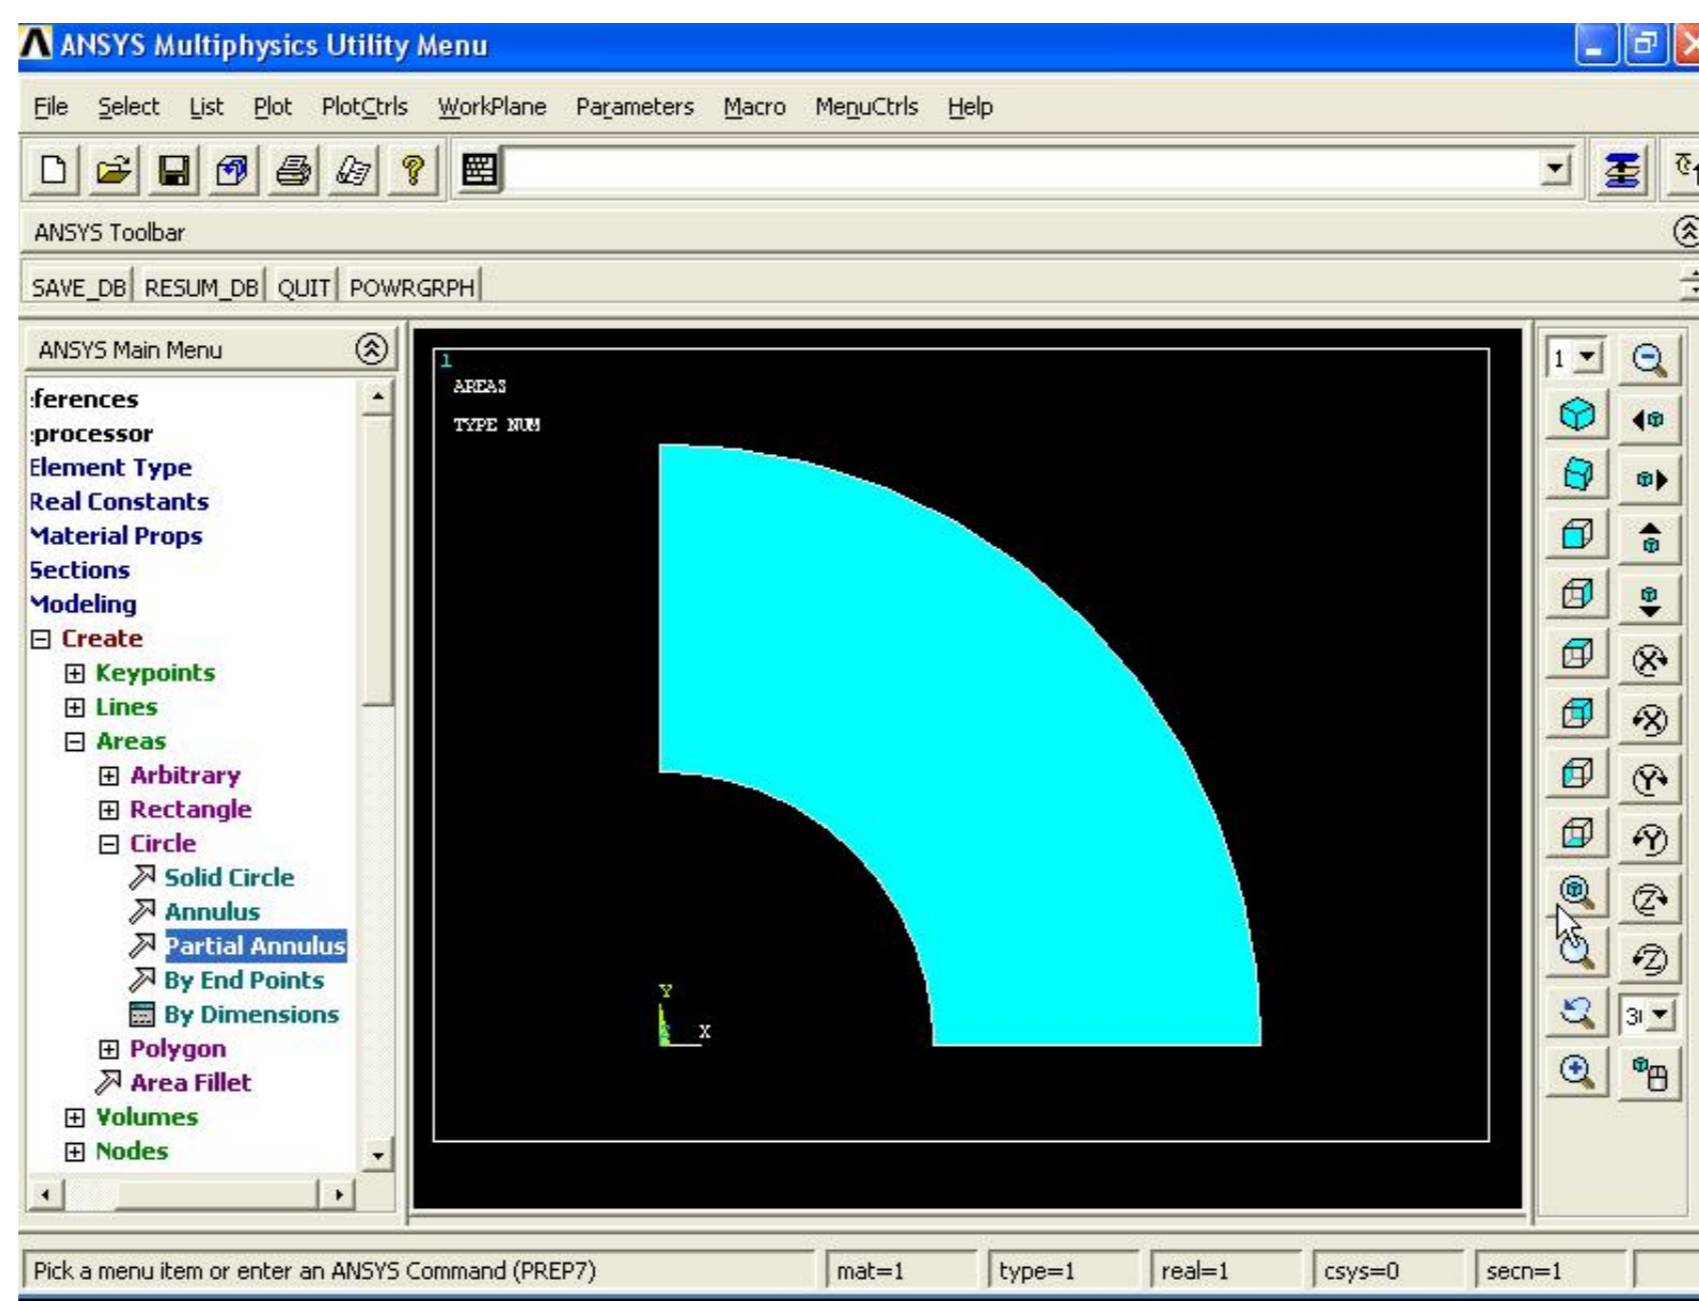 ANSYS Multiphysics Utility Menu
File Select List Plot PlotCtrls WorkPlane Parameters Macro MenuCtrls Help
ANSYS Toolbar
SAVE_DB RESUM_DB QUIT POWRGRPH
ANSYS Main Menu
ferences
processor
Element Type
Real Constants
Material Props
Sections
Modeling
Create
Keypoints
Lines
Areas
Arbitrary
Rectangle
Circle
Solid Circle
Annulus
Partial Annulus
By End Points
By Dimensions
Polygon
Area Fillet
Volumes
Nodes
1
AREAS
TYPE NUM
Y
X
1
X
X
Y
Y
Z
Z
Pick a menu item or enter an ANSYS Command (PREP7) mat=1 type=1 real=1 csys=0 secn=1